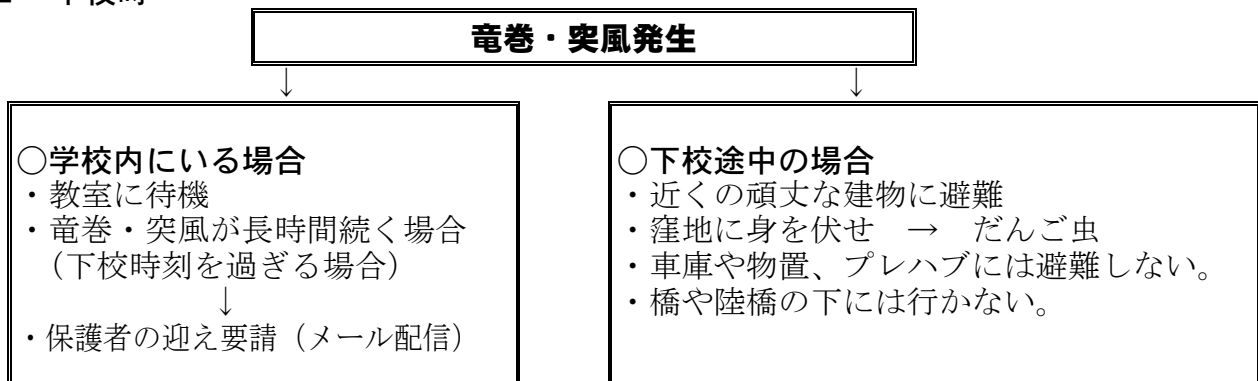 竜巻・突風発生
↓
↓
○学校内にいる場合
・教室に待機
・竜巻・突風が長時間続く場合
（下校時刻を過ぎる場合）
↓
・保護者の迎え要請（メール配信）
○下校途中の場合
・近くの頑丈な建物に避難
・窪地に身を伏せ　→　だんご虫
・車庫や物置、プレハブには避難しない。
・橋や陸橋の下には行かない。